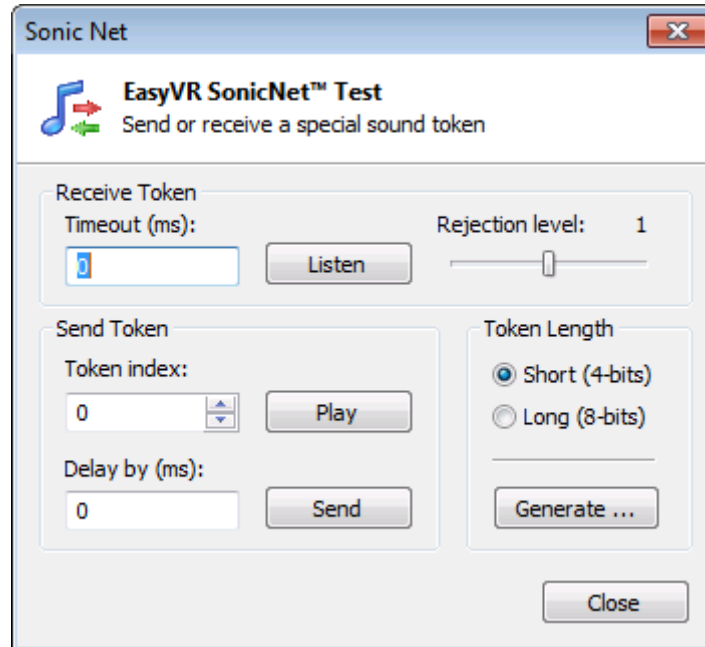 Sonic Net
EasyVR SonicNet™ Test
Send or receive a special sound token
Receive Token
Timeout (ms):
Rejection level: 1
0
Listen
Send Token
Token index:
0
Play
Delay by (ms):
0
Send
Token Length
Short (4-bits)
Long (8-bits)
Generate ...
Close